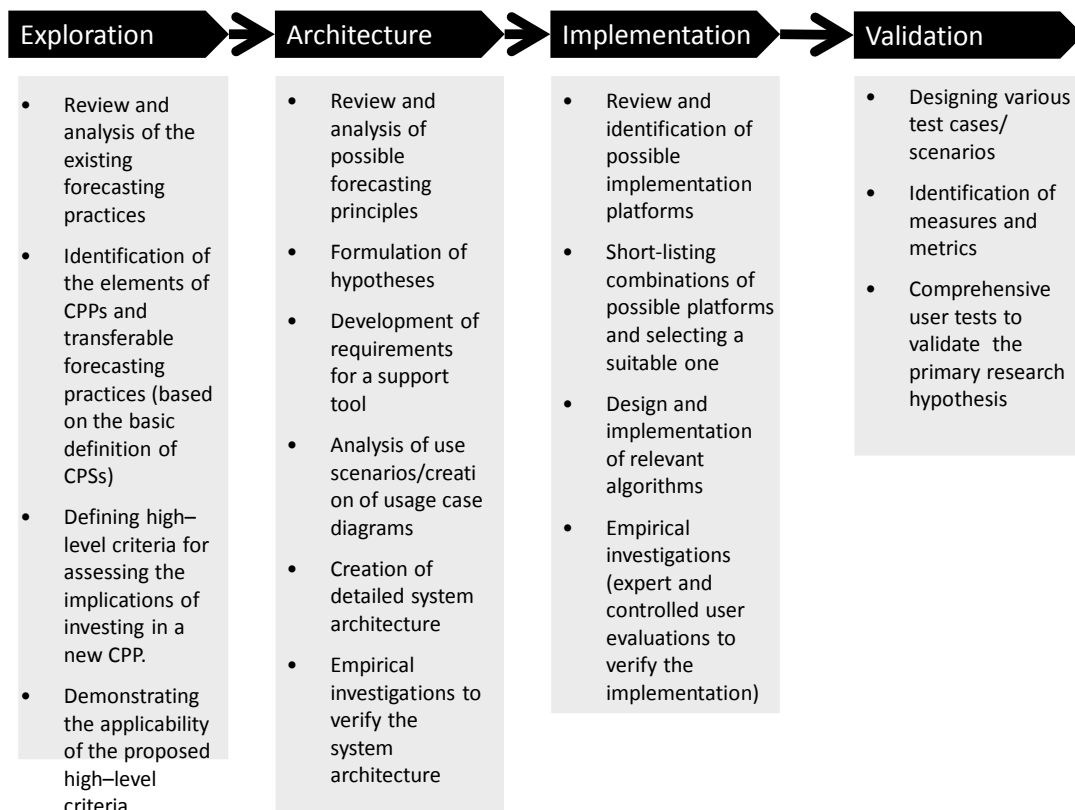 Exploration
Review and
analysis of the
existing
forecasting
practices
Identification of
the elements of
CPPs and
transferable
forecasting
practices (based
on the basic
definition of
CPSs)
Defining high–
level criteria for
assessing the
implications of
investing in a
new CPP.
Demonstrating
the applicability
of the proposed
high–level
criteria
Architecture
Review and
analysis of
possible
forecasting
principles
Formulation of
hypotheses
Development of
requirements
for a support
tool
Analysis of use
scenarios/creati
on of usage case
diagrams
Creation of
detailed system
architecture
Empirical
investigations to
verify the
system
architecture
Implementation
Review and
identification of
possible
implementation
platforms
Short-listing
combinations of
possible platforms
and selecting a
suitable one
Design and
implementation
of relevant
algorithms
Empirical
investigations
(expert and
controlled user
evaluations to
verify the
implementation)
Validation
Designing various
test cases/
scenarios
Identification of
measures and
metrics
Comprehensive
user tests to
validate the
primary research
hypothesis